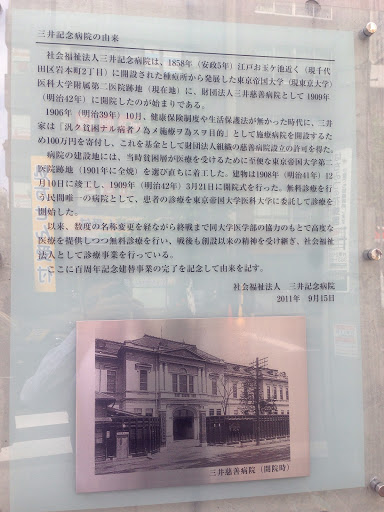 三井記念病院の由来
社会福祉法人三井記念病院は、1858年（安政5年）江戸お玉ケ池近く（現千代
田区岩本町2丁目）に開設された種痘所から発展した東京帝国大学（現東京大学）
医科大学附属第二医院跡地（現在地）に、財団法人三井慈善病院として1909年
（明治42年）に開院したのが始まりである。
1906年（明治39年）10月、健康保険制度や生活保護法が無かった時代に、三井
家は「汎ク貧困ナル病者ノ為メ施療ヲ為スヲ目的」として施療病院を開設するた
め100万円を寄付し、これを基金として財団法人組織の慈善病院設立の許可を得た。
病院の建設地には、当時貧困層が医療を受けるために至便な東京帝国大学第二
医院跡地（1901年に全焼）を選び直ちに着工した。建物は1908年（明治41年）12
月10日に竣工し、1909年（明治42年）3月21日に開院式を行った。無料診療を行
う民間唯一の病院として、患者の診療を東京帝国大学医科大学に委託して診療を
開始した。
以来、数度の名称変更を経ながら終戦まで同大学医学部の協力のもとで高度な
医療を提供しつつ無料診療を行い、戦後も創設以来の精神を受け継ぎ、社会福祉
法人として診療事業を行っている。
ここに百周年記念建替事業の完了を記念して由来を記す。
社会福祉法人　三井記念病院
2011年　9月15日
三井慈善病院（開院時）